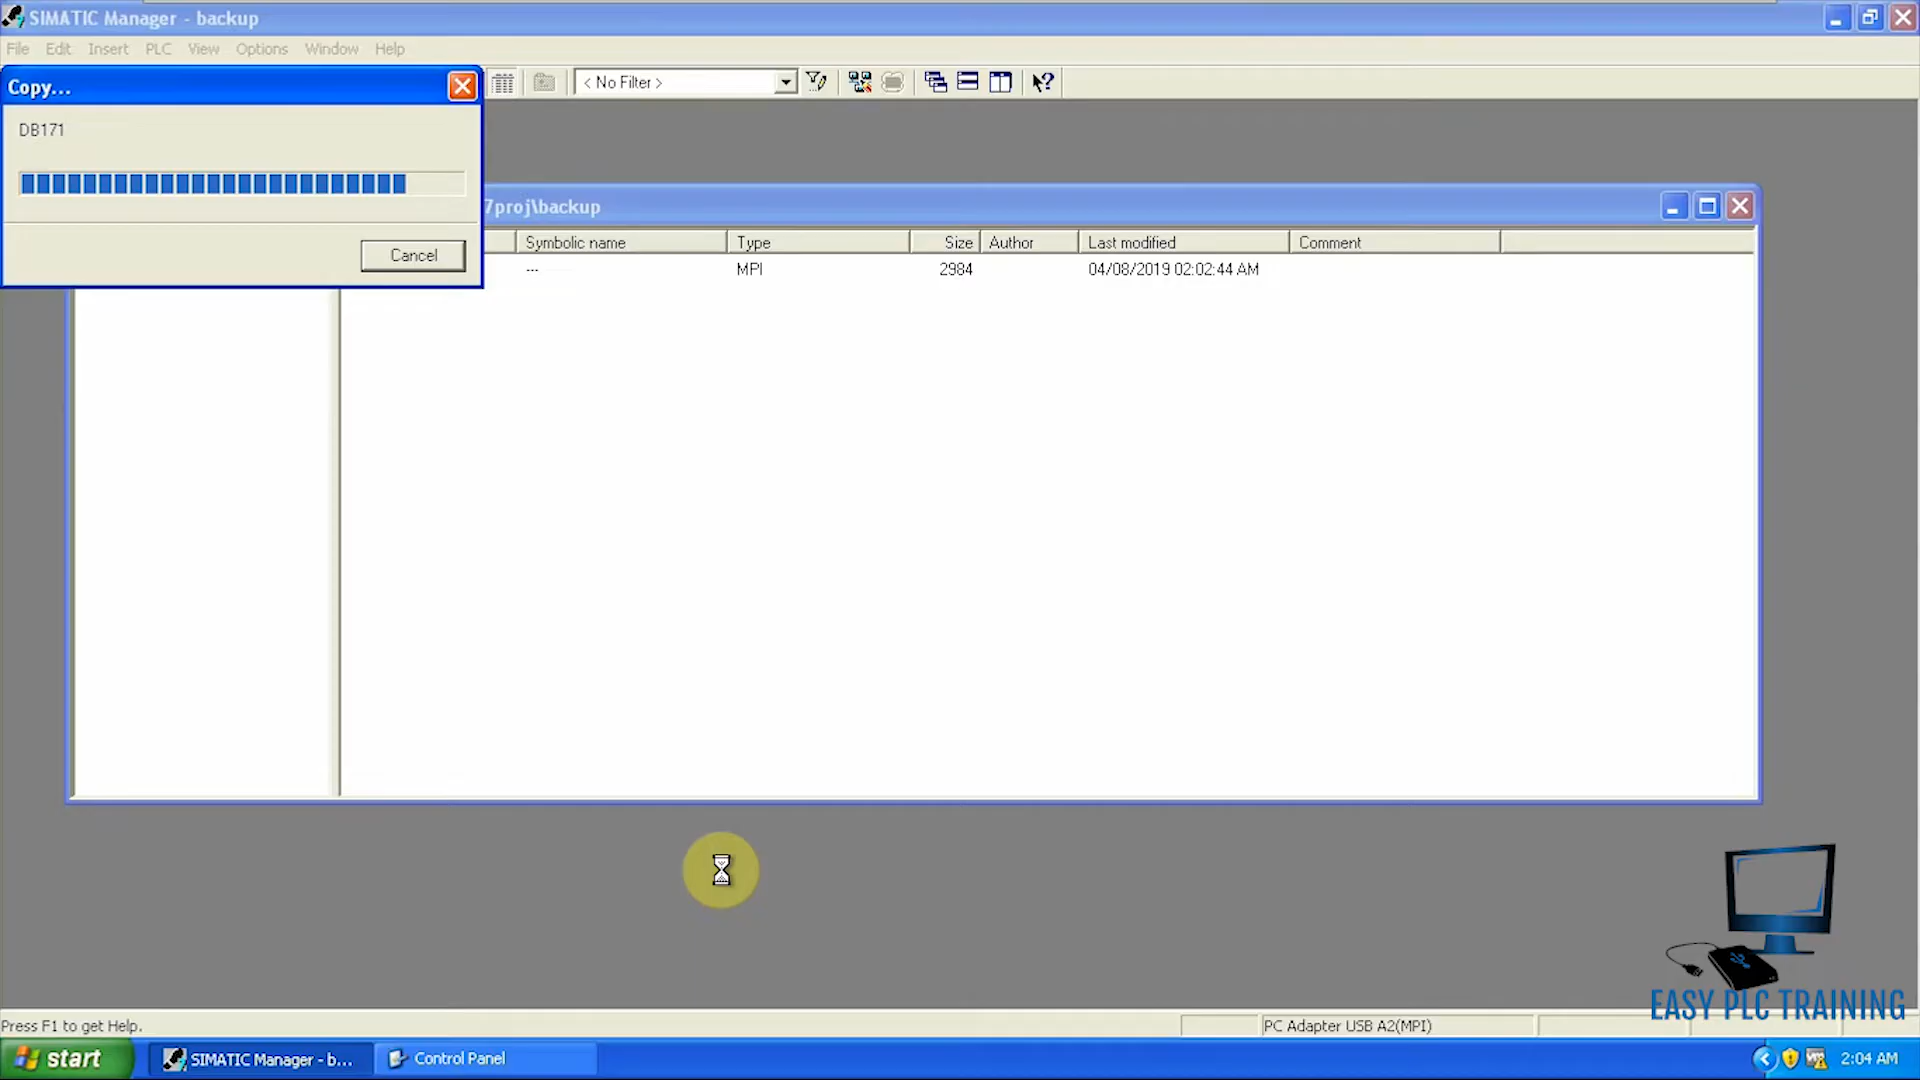 SIMATIC Manager - backup
File Edit Insert PLC View Options Window Help
Copy...
< No Filter >
DB171
7proj\backup
Symbolic name Type Size Author Last modified Comment
Cancel
--- MPI 2984 04/08/2019 02:02:44 AM
EASY PLC TRAINING
Press F1 to get Help.
PC Adapter USB A2(MPI)
start SIMATIC Manager - b... Control Panel 2:04 AM